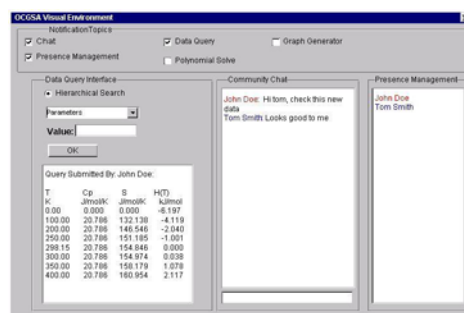 OCGSA Visual Environment
NotificationTopics
Chat
Data Query
Graph Generator
Presence Management
Polynomial Solve
Data Query Interface
Hierarchical Search
Parameters
Value:
OK
Query Submitted By: John Doe:
T Cp S H(T)
K J/mol/K J/mol/K kJ/mol
0.00 0.000 0.000 -6.197
100.00 20.786 132.138 -4.119
200.00 20.786 146.546 -2.040
250.00 20.786 151.185 -1.001
298.15 20.786 154.846 0.000
300.00 20.786 154.974 0.038
350.00 20.786 158.179 1.078
400.00 20.786 160.954 2.117
Community Chat
John Doe: Hi tom, check this new
data
Tom Smith: Looks good to me
Presence Management
John Doe
Tom Smith